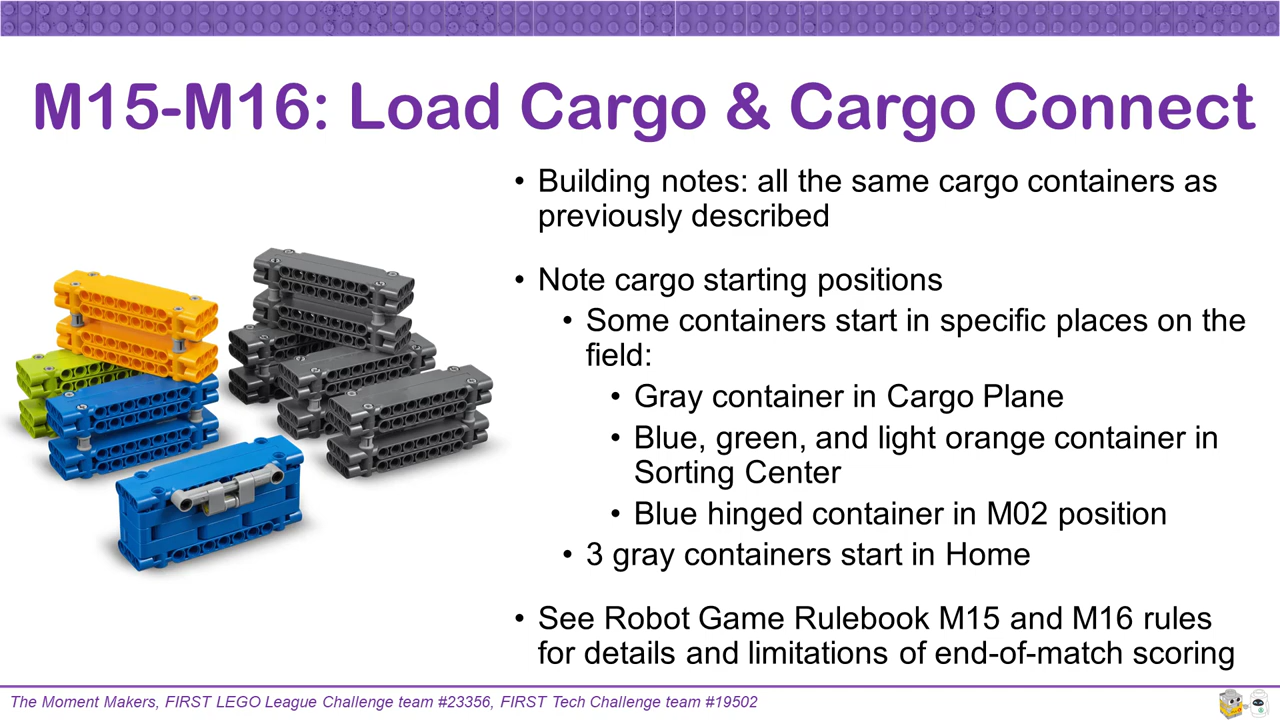 M15-M16: Load Cargo & Cargo Connect
• Building notes: all the same cargo containers as
previously described
• Note cargo starting positions
• Some containers start in specific places on the
field:
• Gray container in Cargo Plane
• Blue, green, and light orange container in
Sorting Center
• Blue hinged container in M02 position
• 3 gray containers start in Home
• See Robot Game Rulebook M15 and M16 rules
for details and limitations of end-of-match scoring
The Moment Makers, FIRST LEGO League Challenge team #23356, FIRST Tech Challenge team #19502